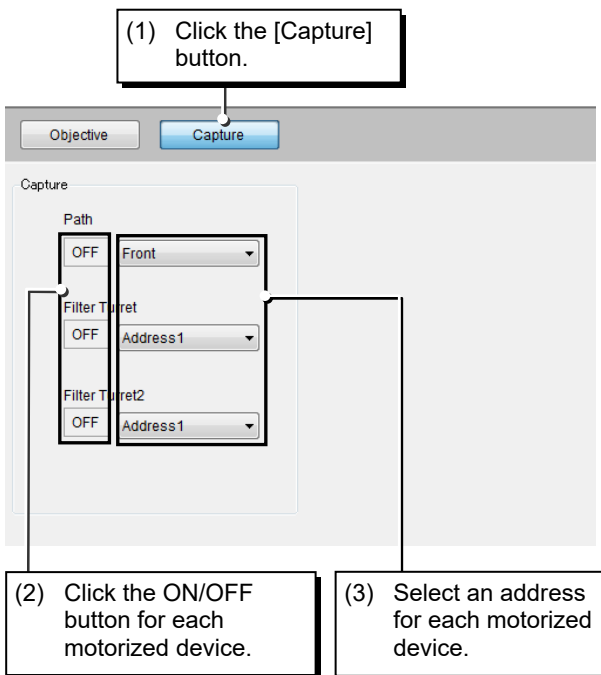 (1) Click the [Capture]
button.
Objective
Capture
Capture
Path
OFF
Front
Filter Turret
OFF
Address1
Filter Turret2
OFF
Address1
(2) Click the ON/OFF
button for each
motorized device.
(3) Select an address
for each motorized
device.